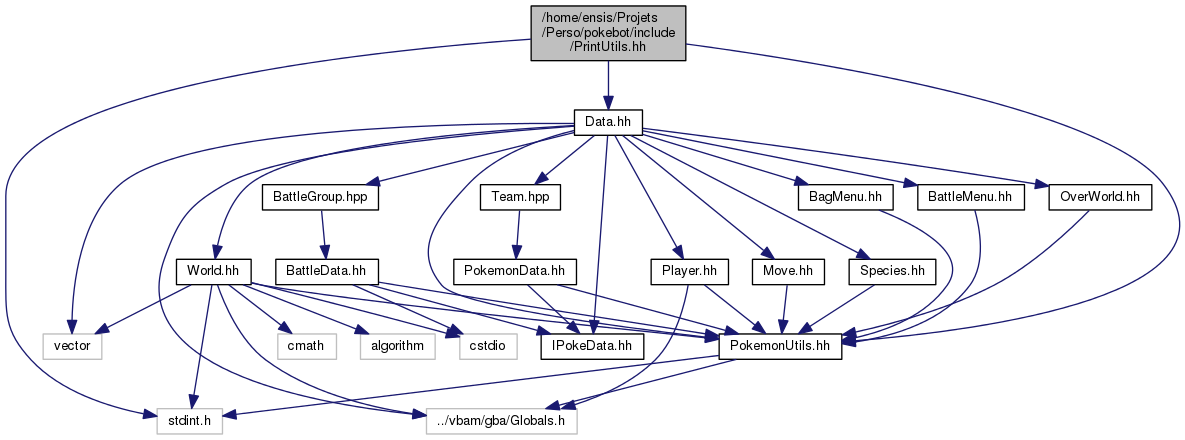 /home/ensis/Projets
/Perso/pokebot/include
/PrintUtils.hh
Data.hh
BattleGroup.hpp
Team.hpp
BagMenu.hh
BattleMenu.hh
OverWorld.hh
World.hh
BattleData.hh
PokemonData.hh
Player.hh
Move.hh
Species.hh
vector
cmath
algorithm
cstdio
IPokeData.hh
PokemonUtils.hh
stdint.h
../vbam/gba/Globals.h